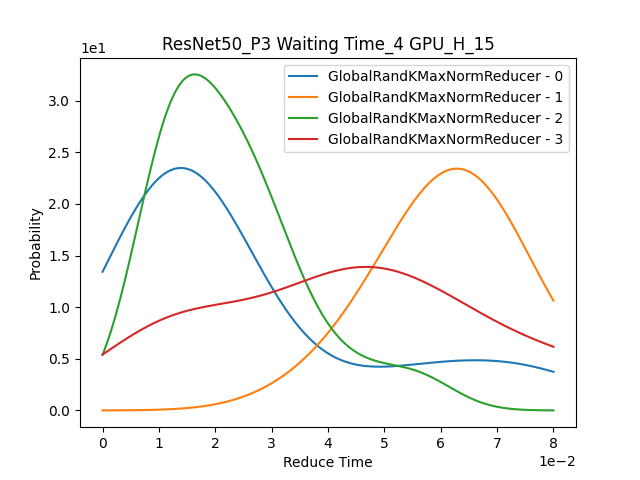 ResNet50_P3 Waiting Time_4 GPU_H_15
1e1
GlobalRandKMaxNormReducer - 0
GlobalRandKMaxNormReducer - 1
GlobalRandKMaxNormReducer - 2
GlobalRandKMaxNormReducer - 3
Probability
3.0
2.5
2.0
1.5
1.0
0.5
0.0
0 1 2 3 4 5 6 7 8
Reduce Time
1e−2